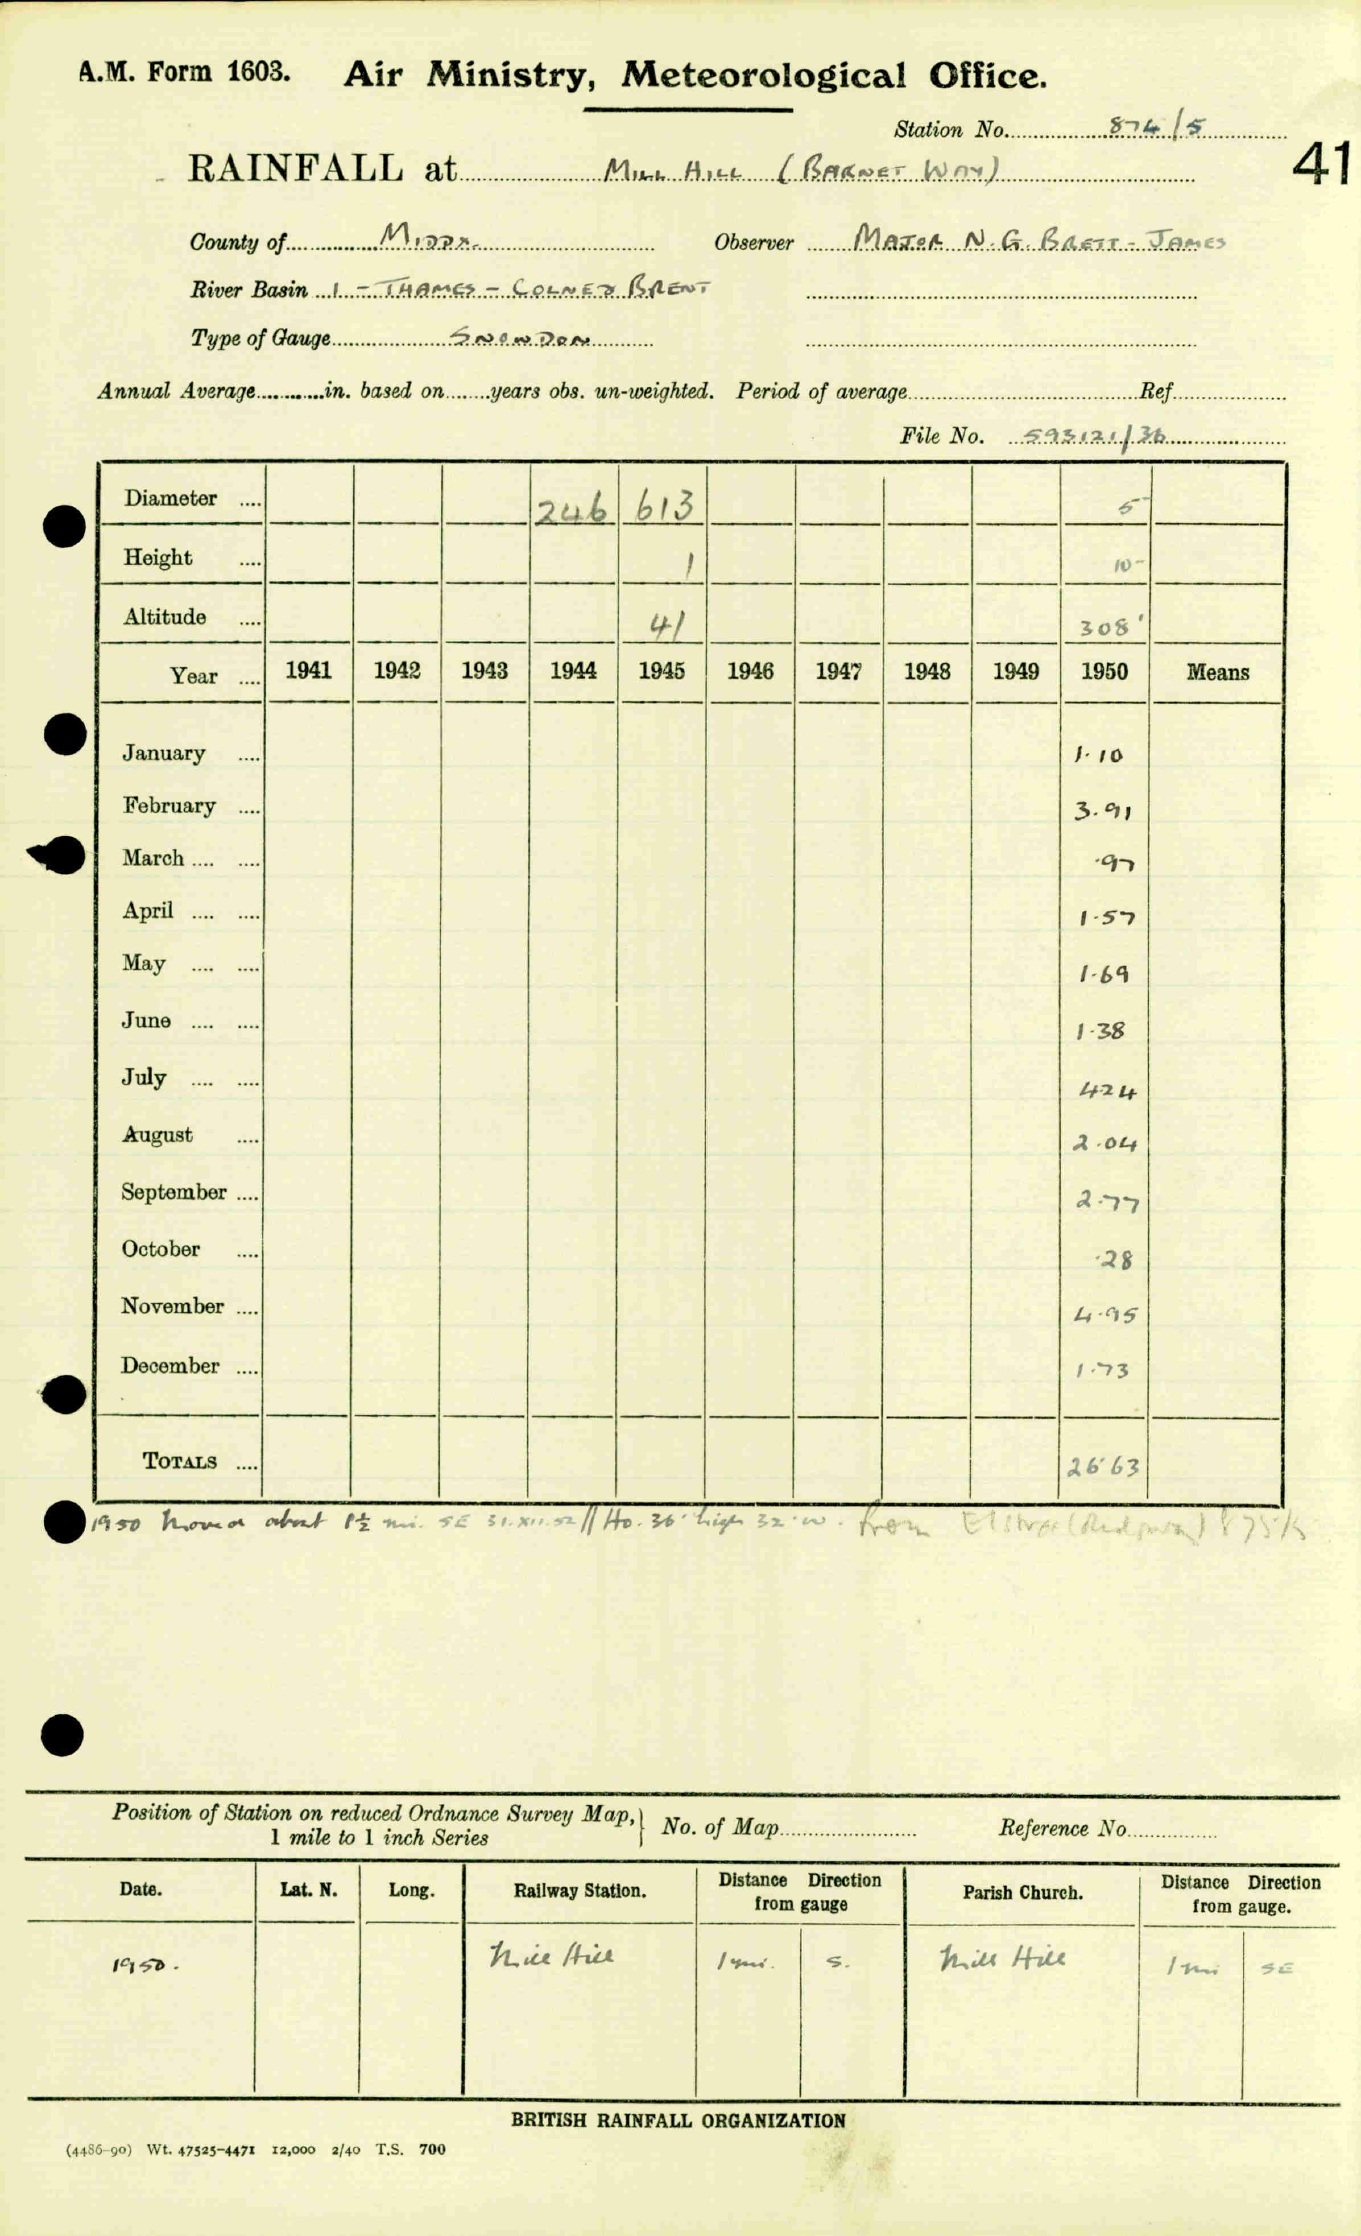 A.M. Form 1603. Air Ministry, Meteorological Office.
Station No. 874/5
41
RAINFALL at MILL HILL (BARNET WAY)
County of MIDDX. Observer MAJOR N. G. BRETT-JAMES
River Basin 1 - THAMES - COLNE & BRENT
Type of Gauge SNOWDON
Annual Average in. based on years obs. un-weighted. Period of average Ref.
File No. 593121/36
Diameter 246 613 5
Height 1 10
Altitude 41 308'
Year 1941 1942 1943 1944 1945 1946 1947 1948 1949 1950 Means
January 1.10
February 3.91
March .97
April 1.57
May 1.69
June 1.38
July 4.24
August 2.04
September 2.77
October .28
November 4.95
December 1.73
TOTALS 26.63
1950 Moved about 1½ mi. SE 31.XII.52 // Ho. 36' high 32' W. from Elstree (Ridgway) 875/5
Position of Station on reduced Ordnance Survey Map, 1 mile to 1 inch Series } No. of Map Reference No.
Date. Lat. N. Long. Railway Station. Distance Direction from gauge Parish Church. Distance Direction from gauge.
1950. Mill Hill 1 mi. S. Mill Hill 1 mi SE
BRITISH RAINFALL ORGANIZATION
(4486-90) Wt. 47525-4471 12,000 2/40 T.S. 700